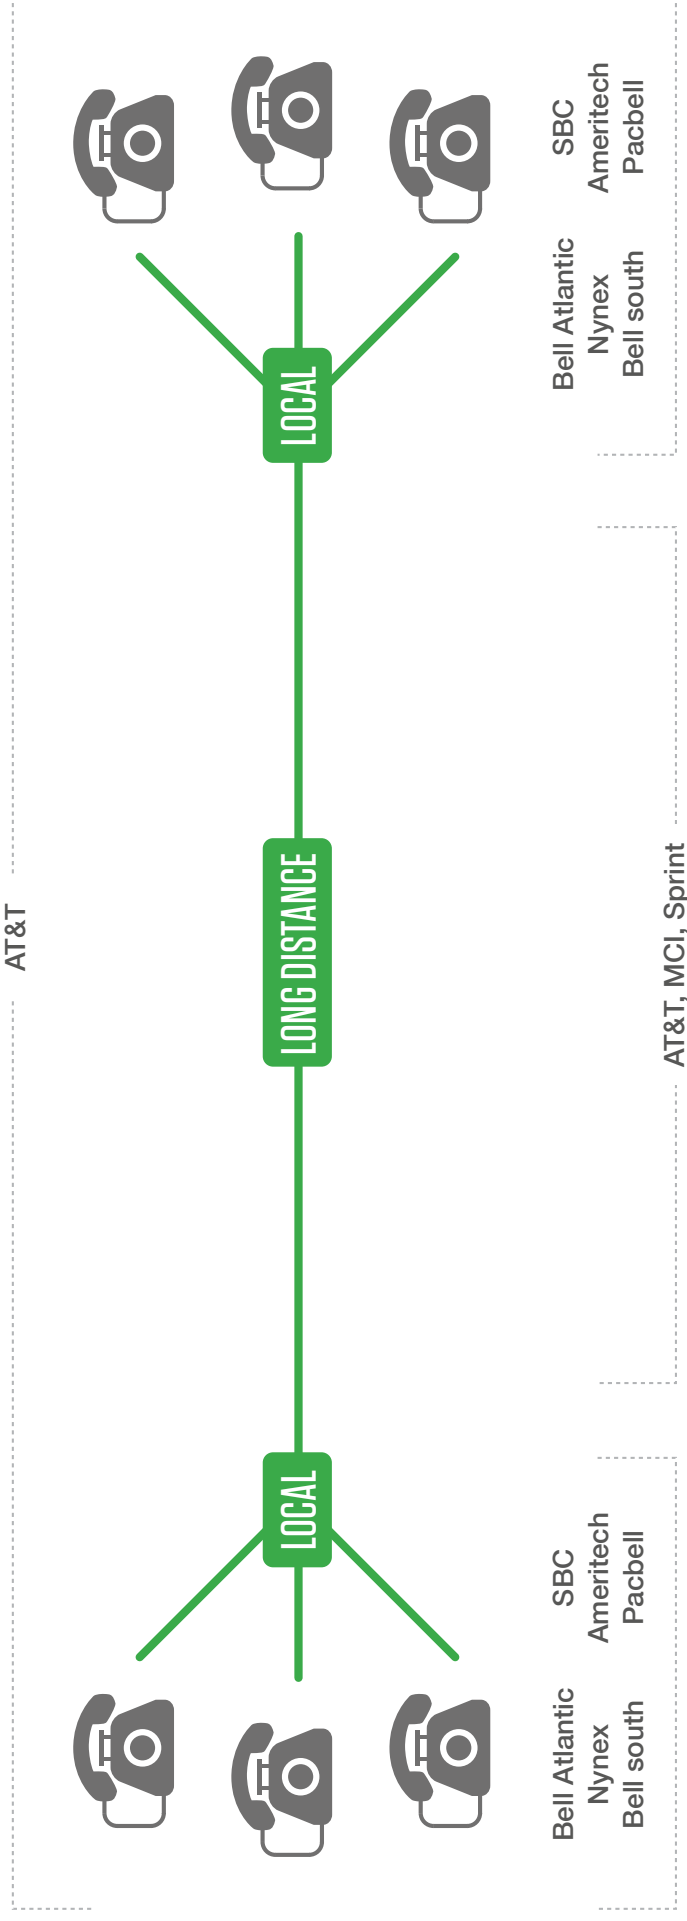 AT&T
LOCAL
LONG DISTANCE
LOCAL
Bell Atlantic
Nynex
Bell south
SBC
Ameritech
Pacbell
AT&T, MCI, Sprint
Bell Atlantic
Nynex
Bell south
SBC
Ameritech
Pacbell